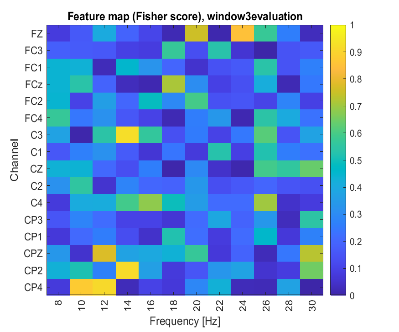 Feature map (Fisher score), window3evaluation
Channel
FZ
FC3
FC1
FCz
FC2
FC4
C3
C1
CZ
C2
C4
CP3
CP1
CPZ
CP2
CP4
8 10 12 14 16 18 20 22 24 26 28 30
Frequency [Hz]
1
0.9
0.8
0.7
0.6
0.5
0.4
0.3
0.2
0.1
0